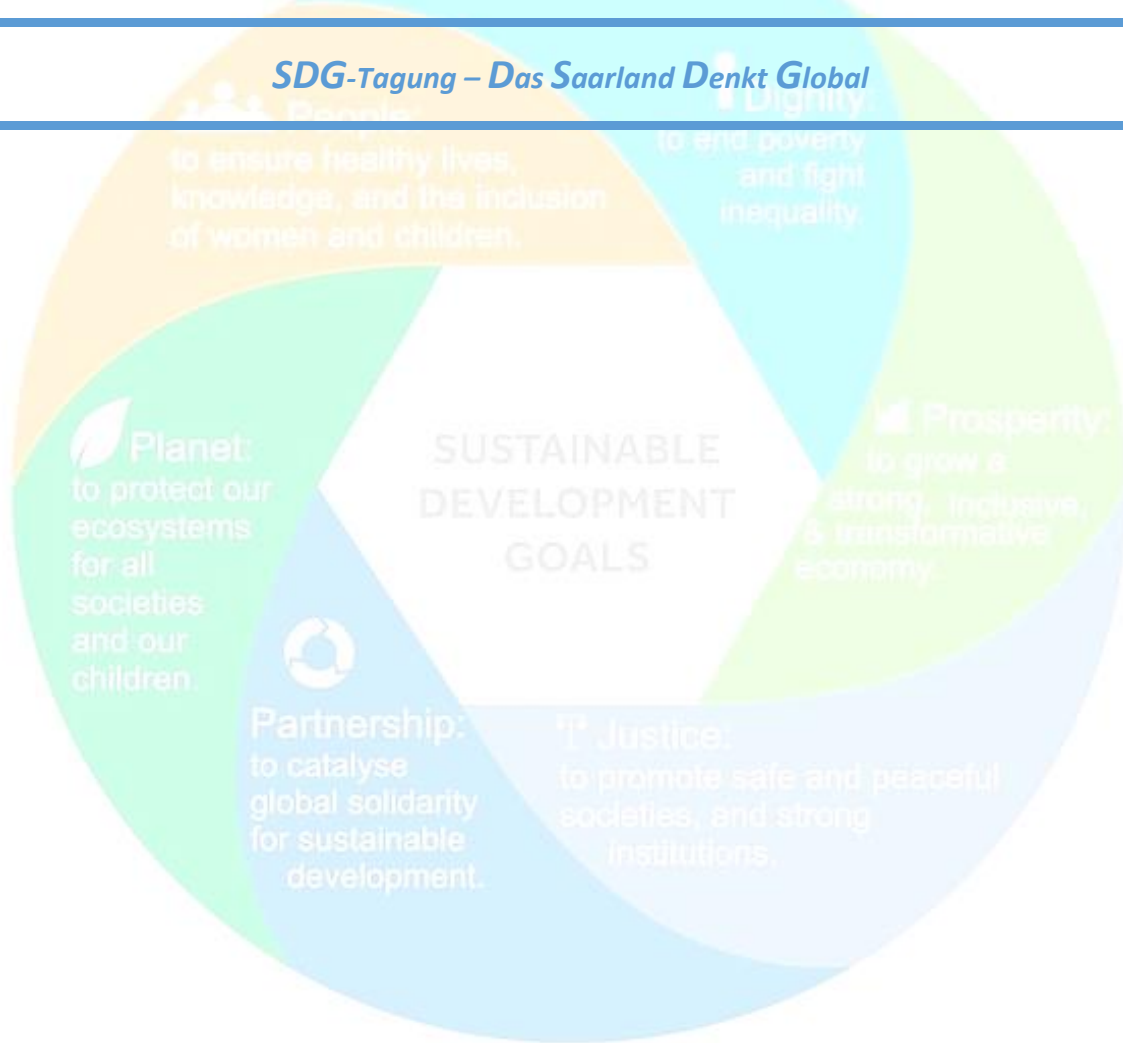 SDG-Tagung – Das Saarland Denkt Global
People:
to ensure healthy lives,
knowledge, and the inclusion
of women and children.
Dignity:
to end poverty
and fight
inequality.
Planet:
to protect our
ecosystems
for all
societies
and our
children.
SUSTAINABLE
DEVELOPMENT
GOALS
Prosperity:
to grow a
strong, inclusive,
& transformative
economy.
Partnership:
to catalyse
global solidarity
for sustainable
development.
Justice:
to promote safe and peaceful
societies, and strong
institutions.